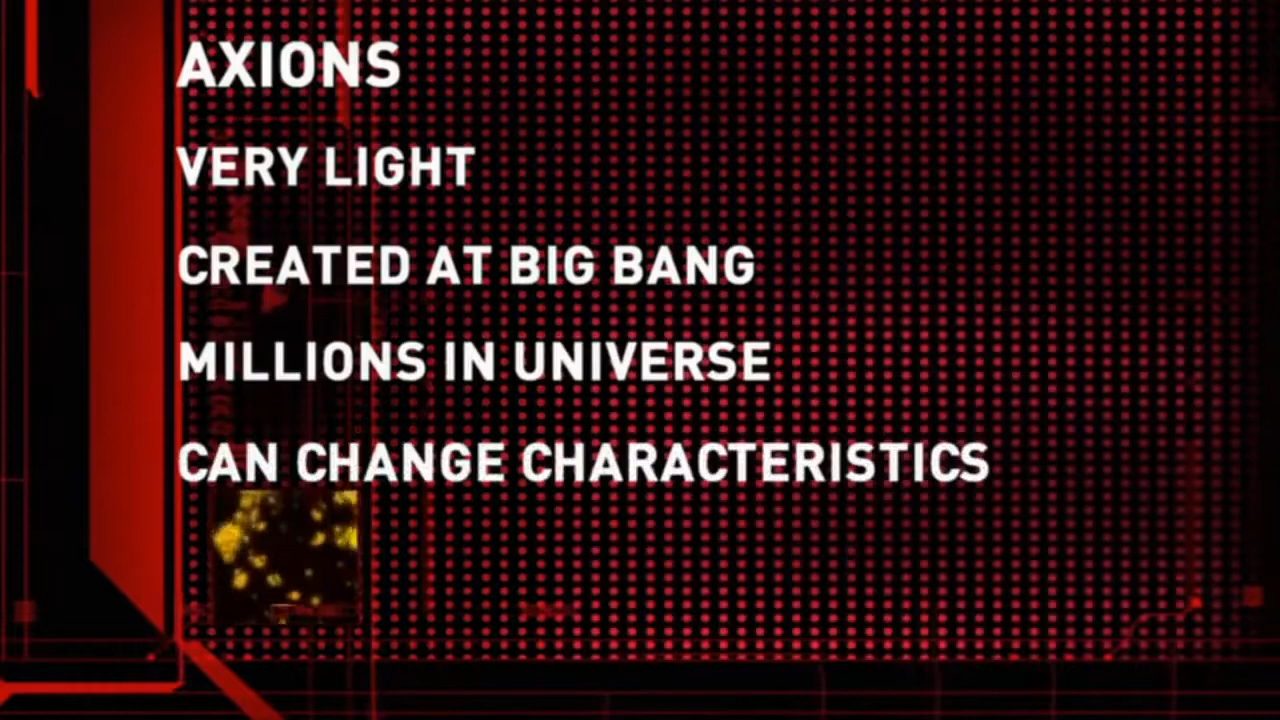 AXIONS
VERY LIGHT
CREATED AT BIG BANG
MILLIONS IN UNIVERSE
CAN CHANGE CHARACTERISTICS